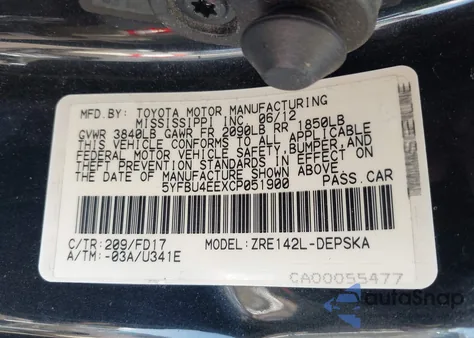 MFD.BY: TOYOTA MOTOR MANUFACTURING
MISSISSIPPI INC. 06/12
GVWR 3840LB GAWR FR 2090LB RR 1850LB
THIS VEHICLE CONFORMS TO ALL APPLICABLE
FEDERAL MOTOR VEHICLE SAFETY,BUMPER,AND
THEFT PREVENTION STANDARDS IN EFFECT ON
THE DATE OF MANUFACTURE SHOWN ABOVE.
5YFBU4EEXCP051900 PASS.CAR
C/TR:209/FD17 MODEL:ZRE142L-DEPSKA
A/TM:-03A/U341E
CA00055477
autoSnap